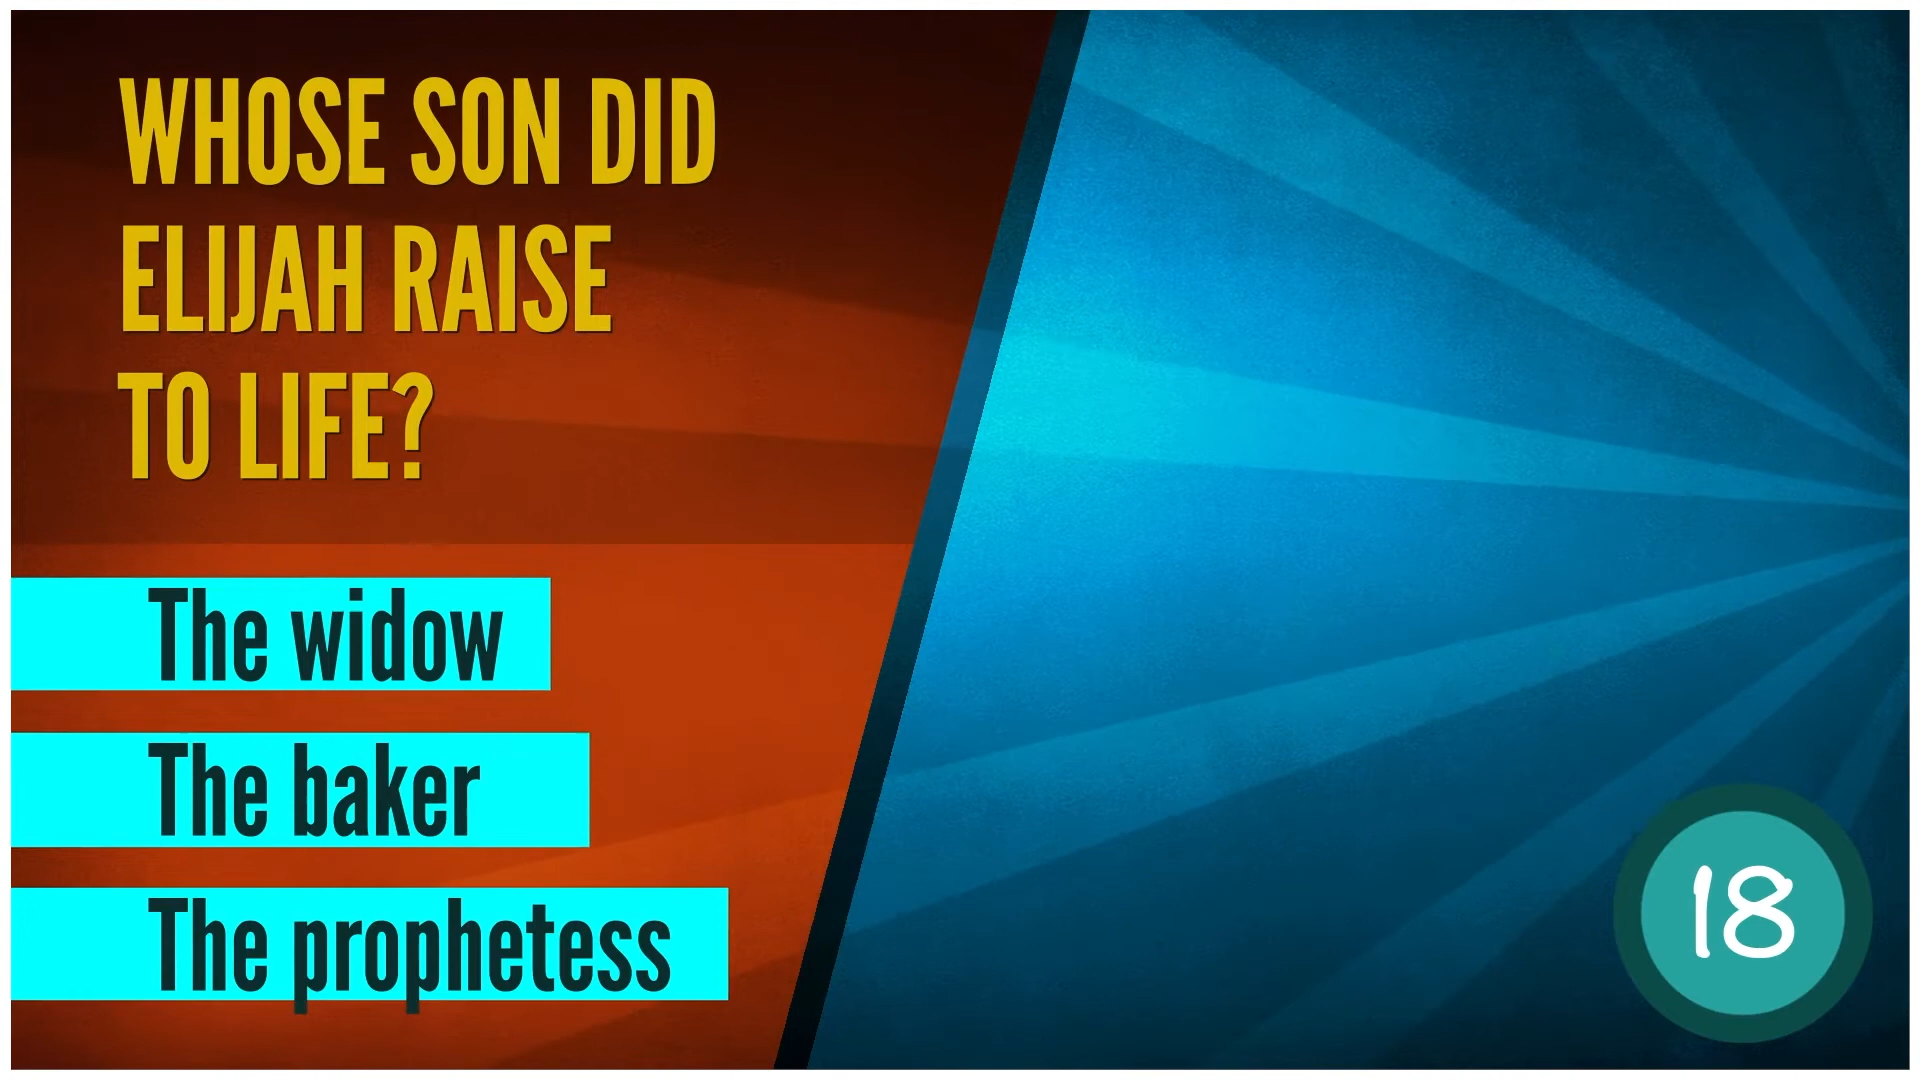 WHOSE SON DID
ELIJAH RAISE
TO LIFE?
The widow
The baker
The prophetess
18